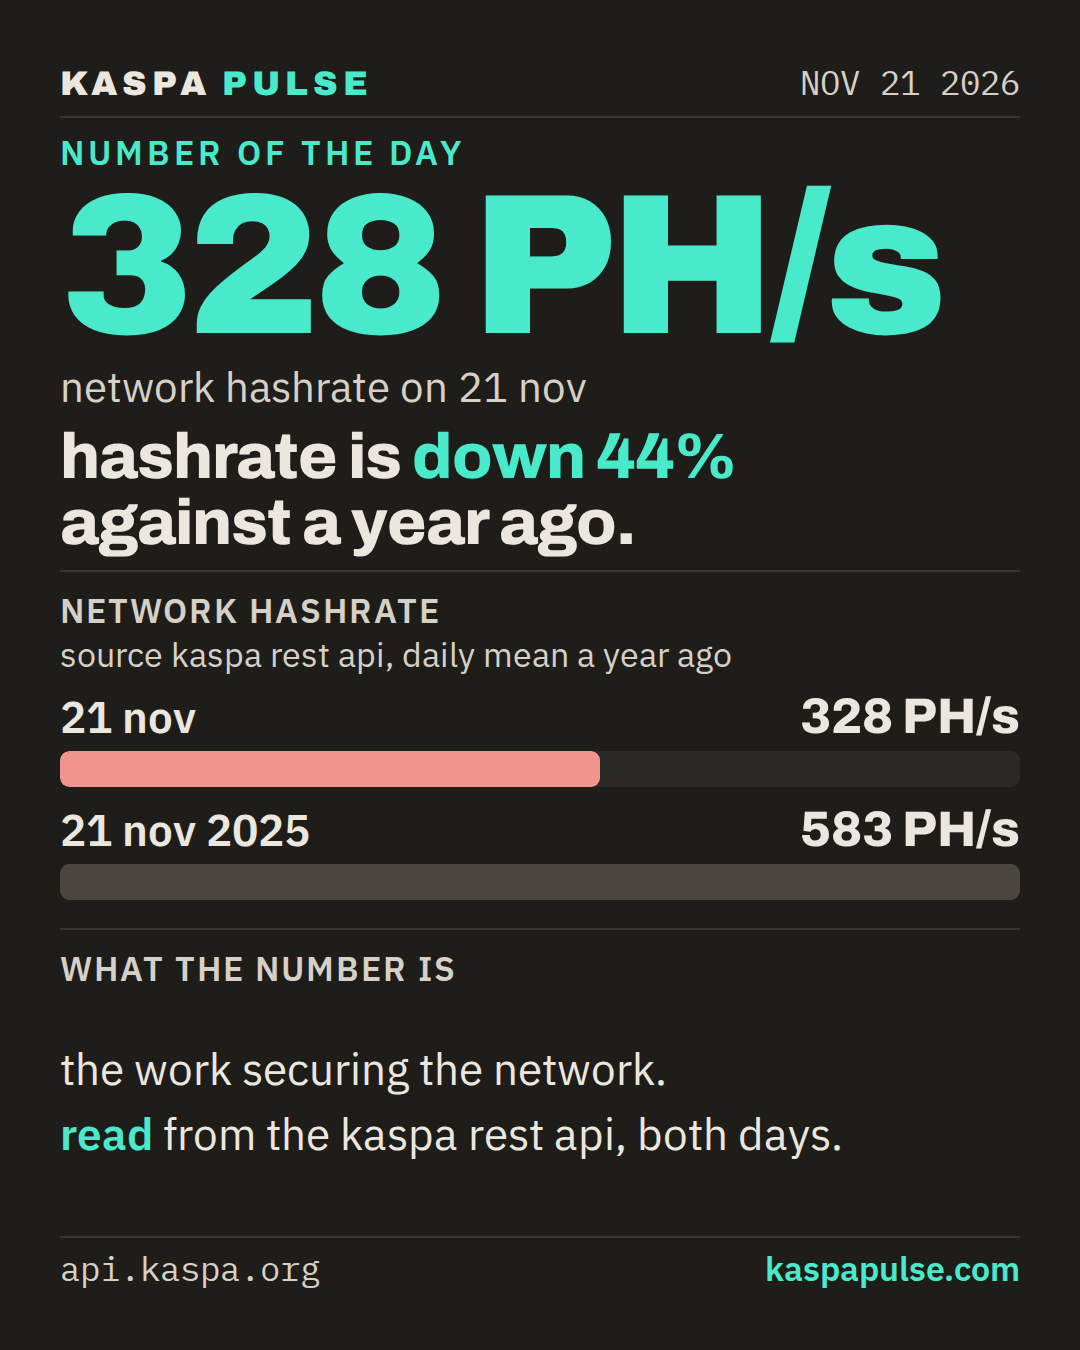 KASPA PULSE
NOV 21 2026
NUMBER OF THE DAY
328 PH/s
network hashrate on 21 nov
hashrate is down 44%
against a year ago.
NETWORK HASHRATE
source kaspa rest api, daily mean a year ago
21 nov
328 PH/s
21 nov 2025
583 PH/s
WHAT THE NUMBER IS
the work securing the network.
read from the kaspa rest api, both days.
api.kaspa.org
kaspapulse.com